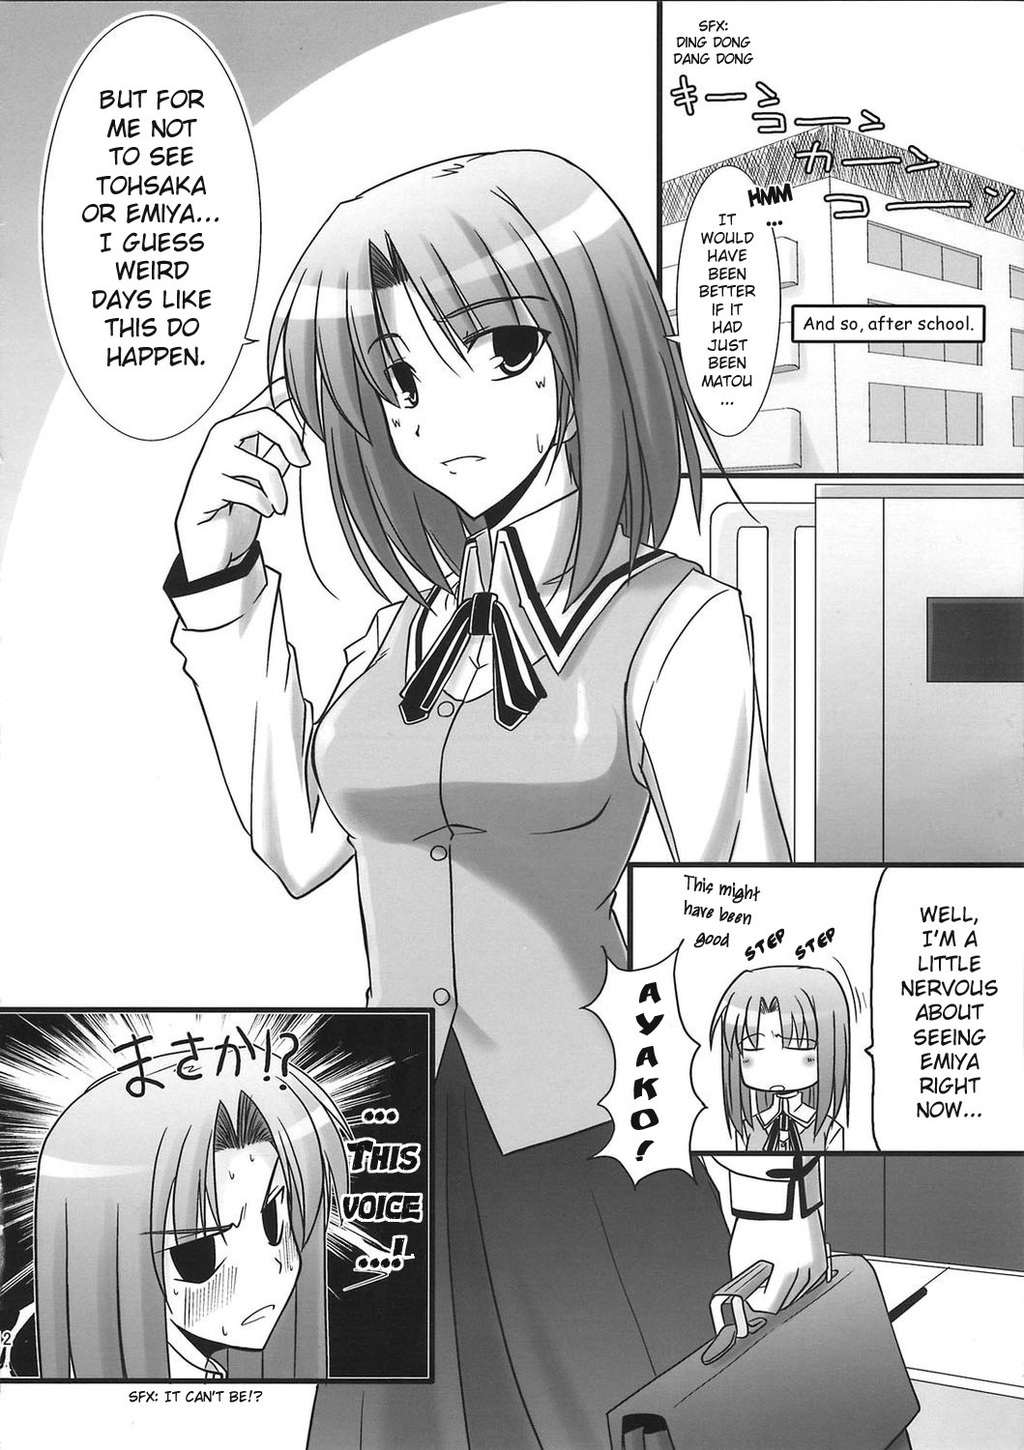 SFX:
DING DONG
DANG DONG
キーン
コーン
カーン
コーン
And so, after school.
HMM
...
IT
WOULD
HAVE
BEEN
BETTER
IF IT
HAD
JUST
BEEN
MATOU
...
BUT FOR
ME NOT
TO SEE
TOHSAKA
OR EMIYA...
I GUESS
WEIRD
DAYS LIKE
THIS DO
HAPPEN.
WELL,
I'M A
LITTLE
NERVOUS
ABOUT
SEEING
EMIYA
RIGHT
NOW...
STEP STEP
This might
have been
good
AYAKO!
まさか!?
...
THIS
VOICE
....!
SFX: IT CAN'T BE!?